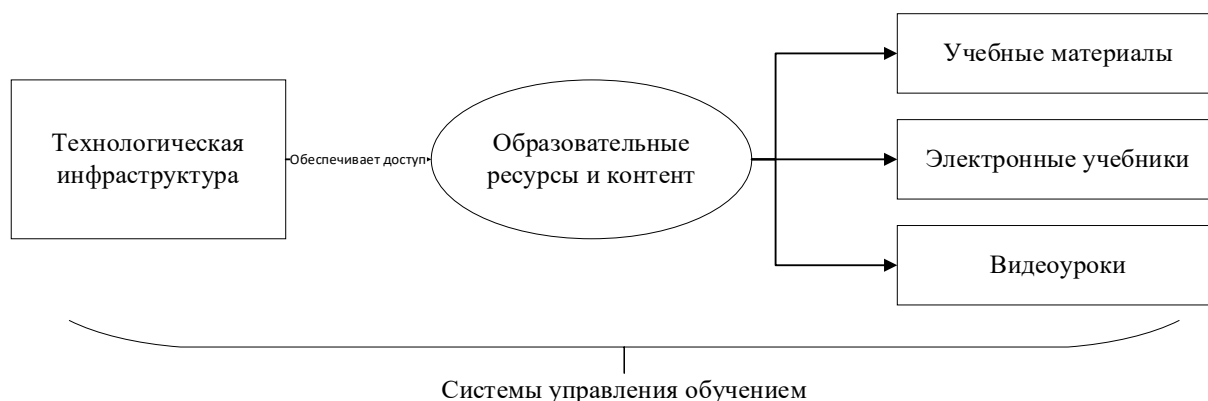 Технологическая
инфраструктура
Обеспечивает доступ
Образовательные
ресурсы и контент
Учебные материалы
Электронные учебники
Видеоуроки
Системы управления обучением